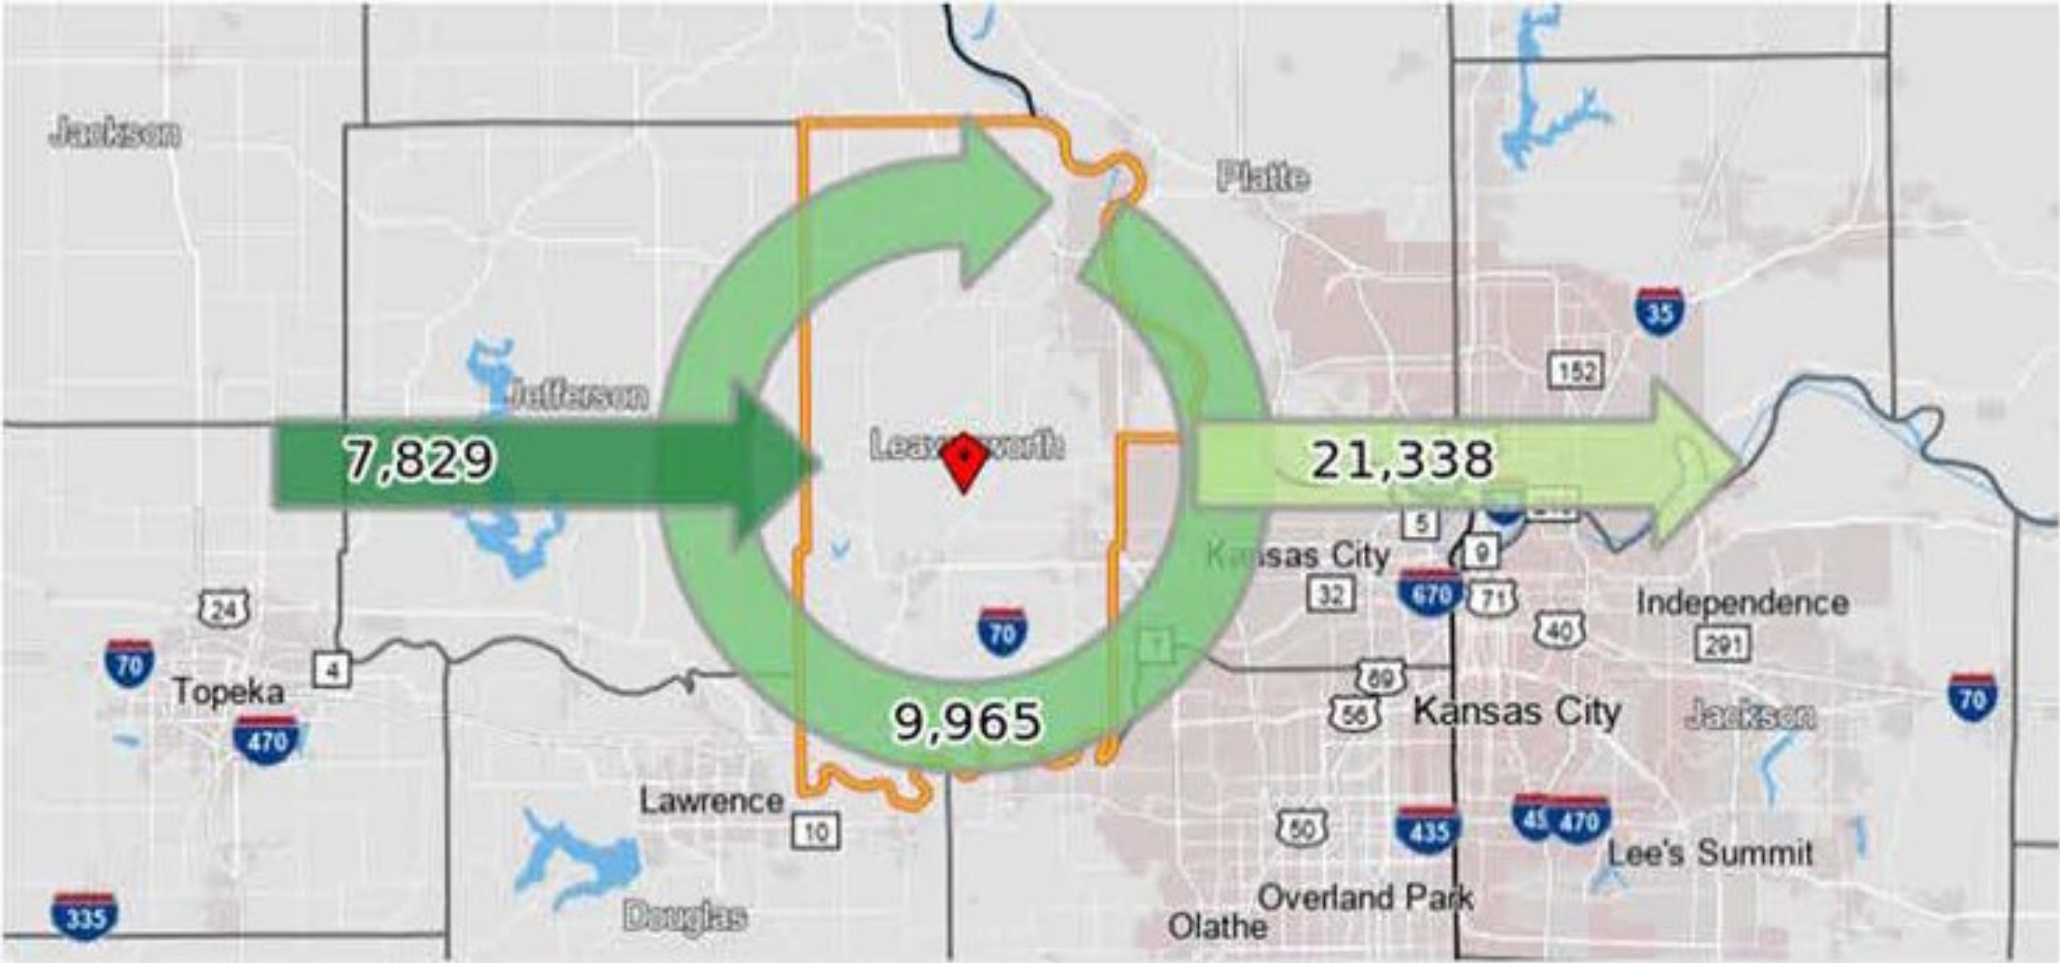 Jackson
Platte
35
152
Jefferson
Leavenworth
7,829
21,338
5
Kansas City
9
24
32
670
71
Independence
70
40
291
70
4
7
Topeka
69
70
9,965
56
Kansas City
Jackson
470
Lawrence
10
50
435
470
Lee's Summit
Overland Park
335
Douglas
Olathe